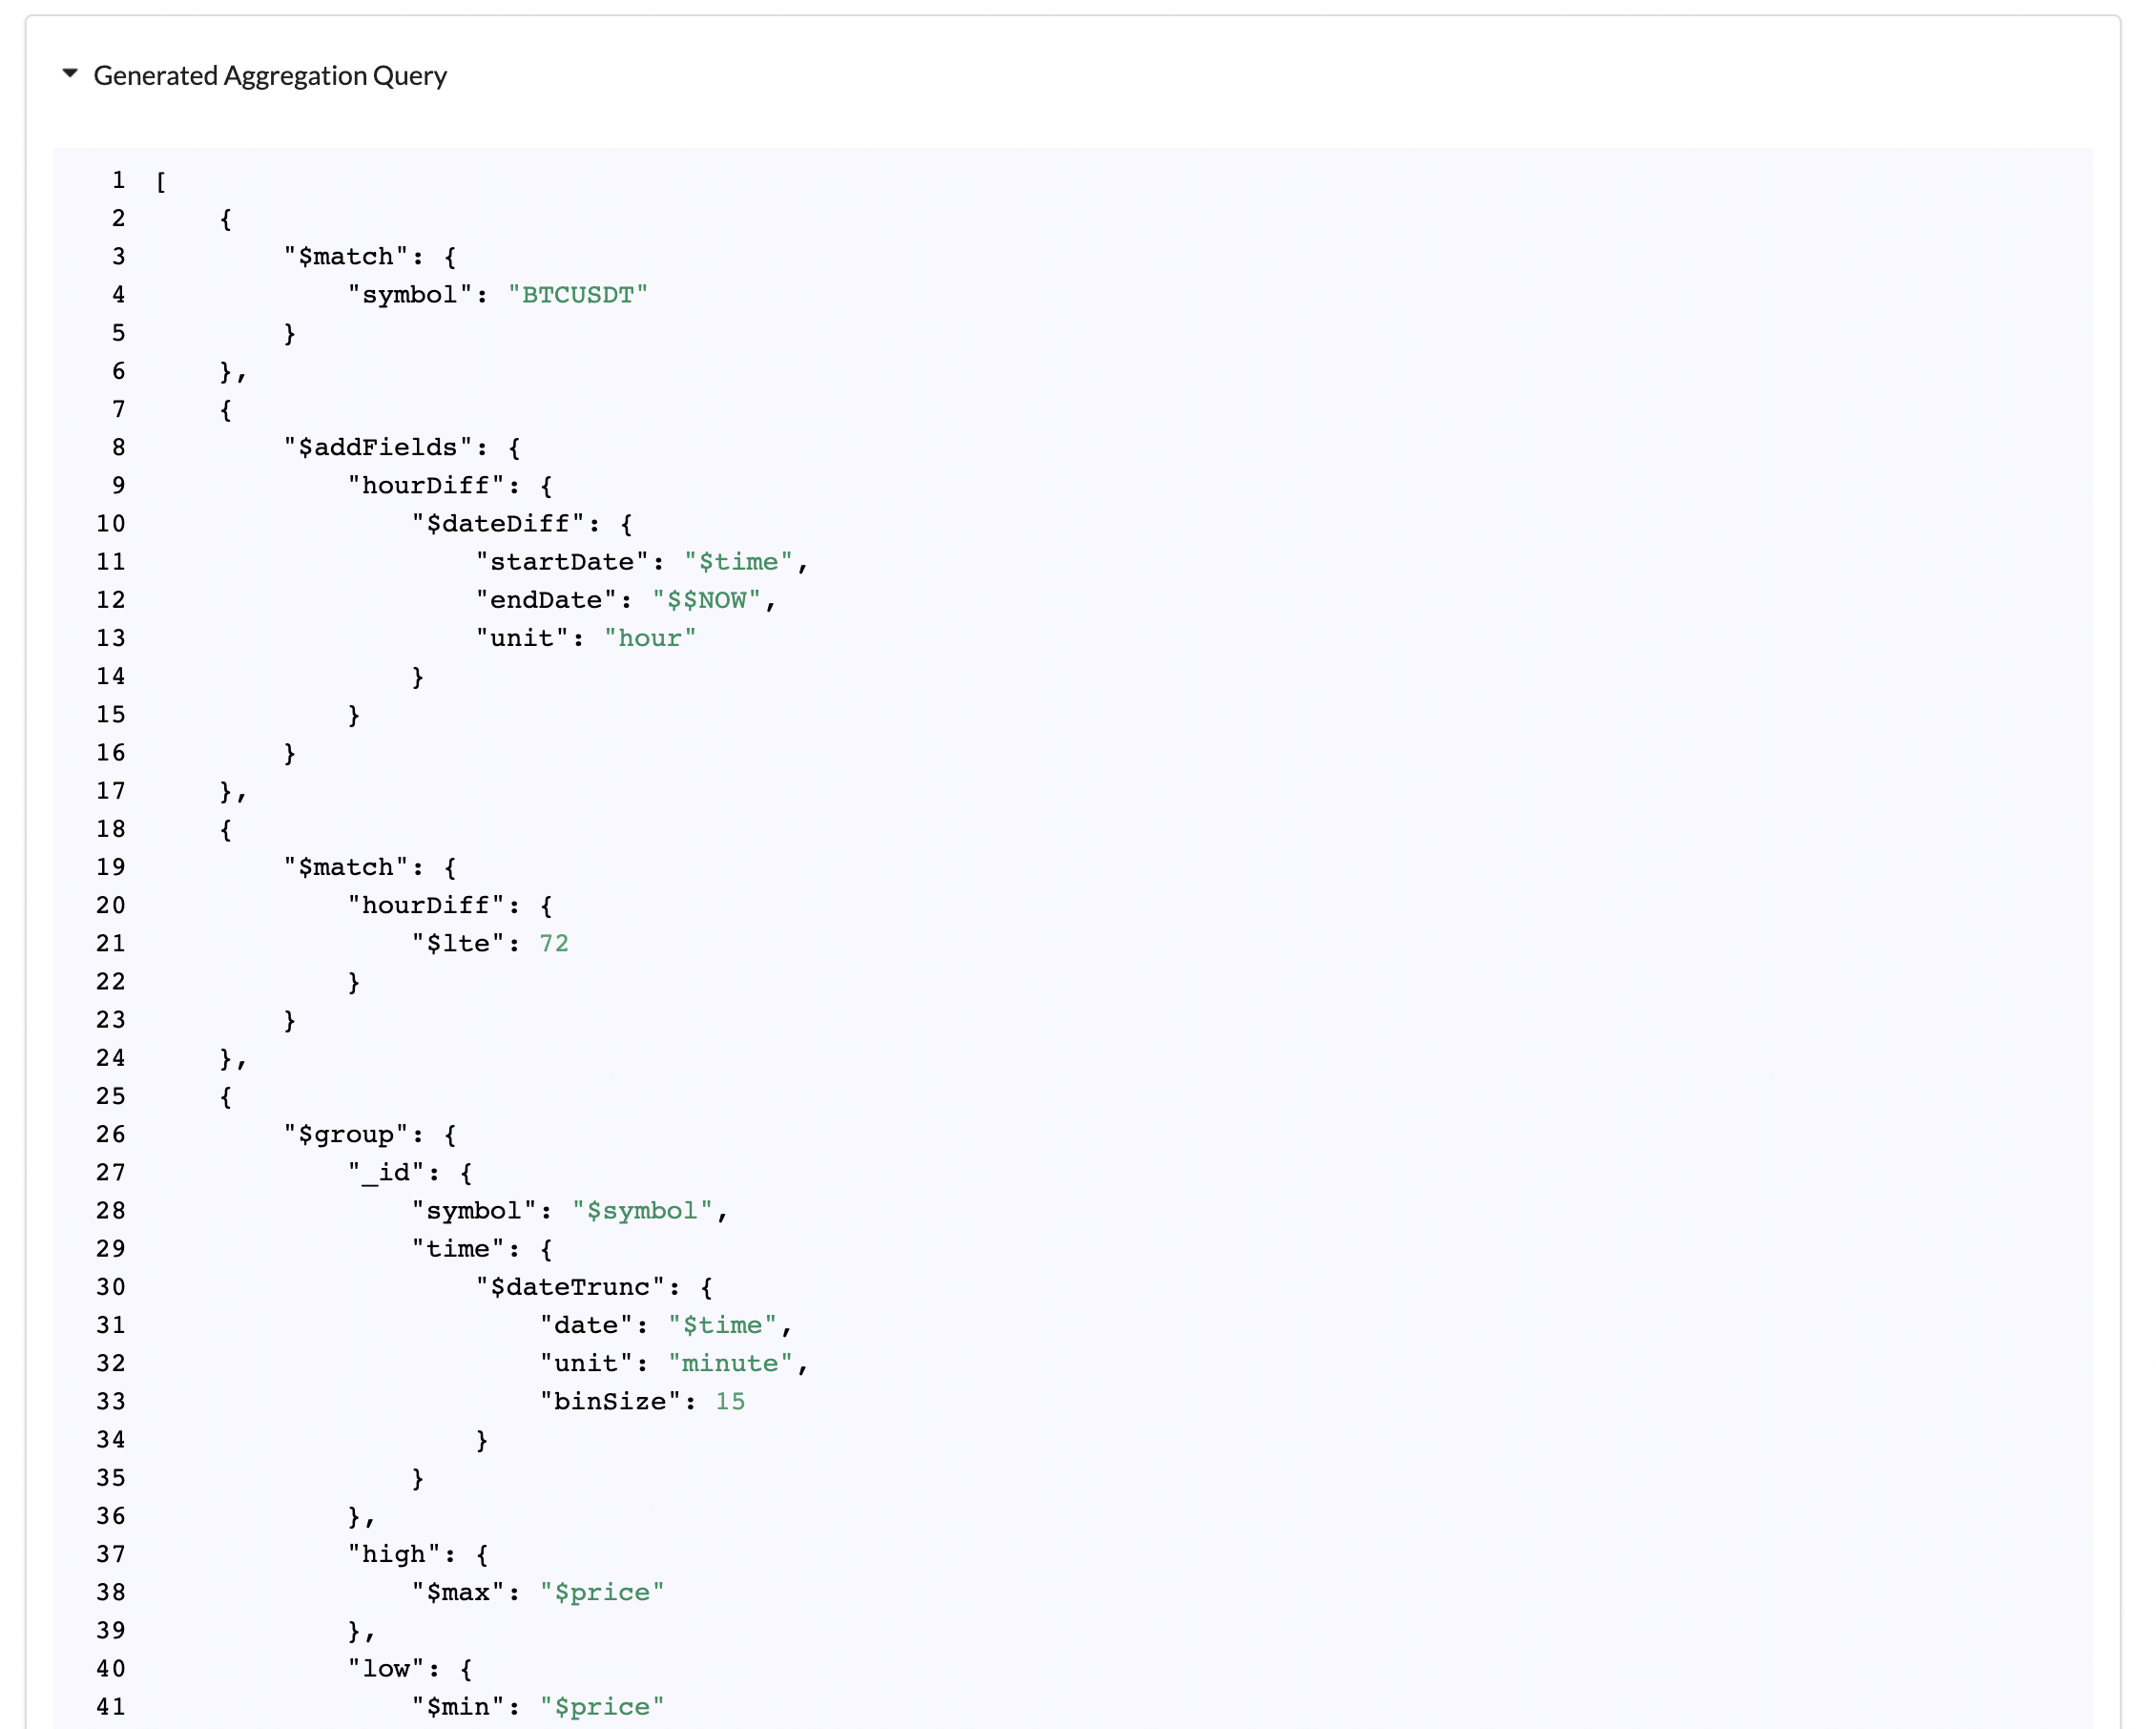 Generated Aggregation Query
1 [
2     {
3         "$match": {
4             "symbol": "BTCUSDT"
5         }
6     },
7     {
8         "$addFields": {
9             "hourDiff": {
10                 "$dateDiff": {
11                     "startDate": "$time",
12                     "endDate": "$$NOW",
13                     "unit": "hour"
14                 }
15             }
16         }
17     },
18     {
19         "$match": {
20             "hourDiff": {
21                 "$lte": 72
22             }
23         }
24     },
25     {
26         "$group": {
27             "_id": {
28                 "symbol": "$symbol",
29                 "time": {
30                     "$dateTrunc": {
31                         "date": "$time",
32                         "unit": "minute",
33                         "binSize": 15
34                     }
35                 }
36             },
37             "high": {
38                 "$max": "$price"
39             },
40             "low": {
41                 "$min": "$price"